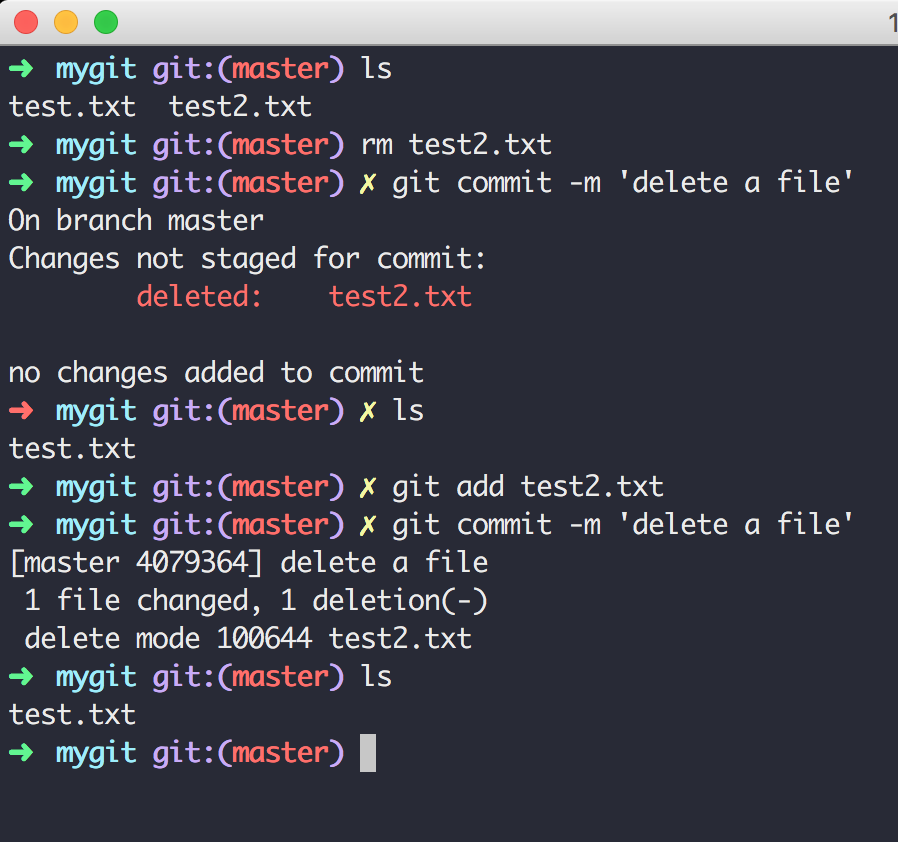 1
➜ mygit git:(master) ls
test.txt  test2.txt
➜ mygit git:(master) rm test2.txt
➜ mygit git:(master) ✗ git commit -m 'delete a file'
On branch master
Changes not staged for commit:
        deleted:    test2.txt
no changes added to commit
➜ mygit git:(master) ✗ ls
test.txt
➜ mygit git:(master) ✗ git add test2.txt
➜ mygit git:(master) ✗ git commit -m 'delete a file'
[master 4079364] delete a file
 1 file changed, 1 deletion(-)
 delete mode 100644 test2.txt
➜ mygit git:(master) ls
test.txt
➜ mygit git:(master)